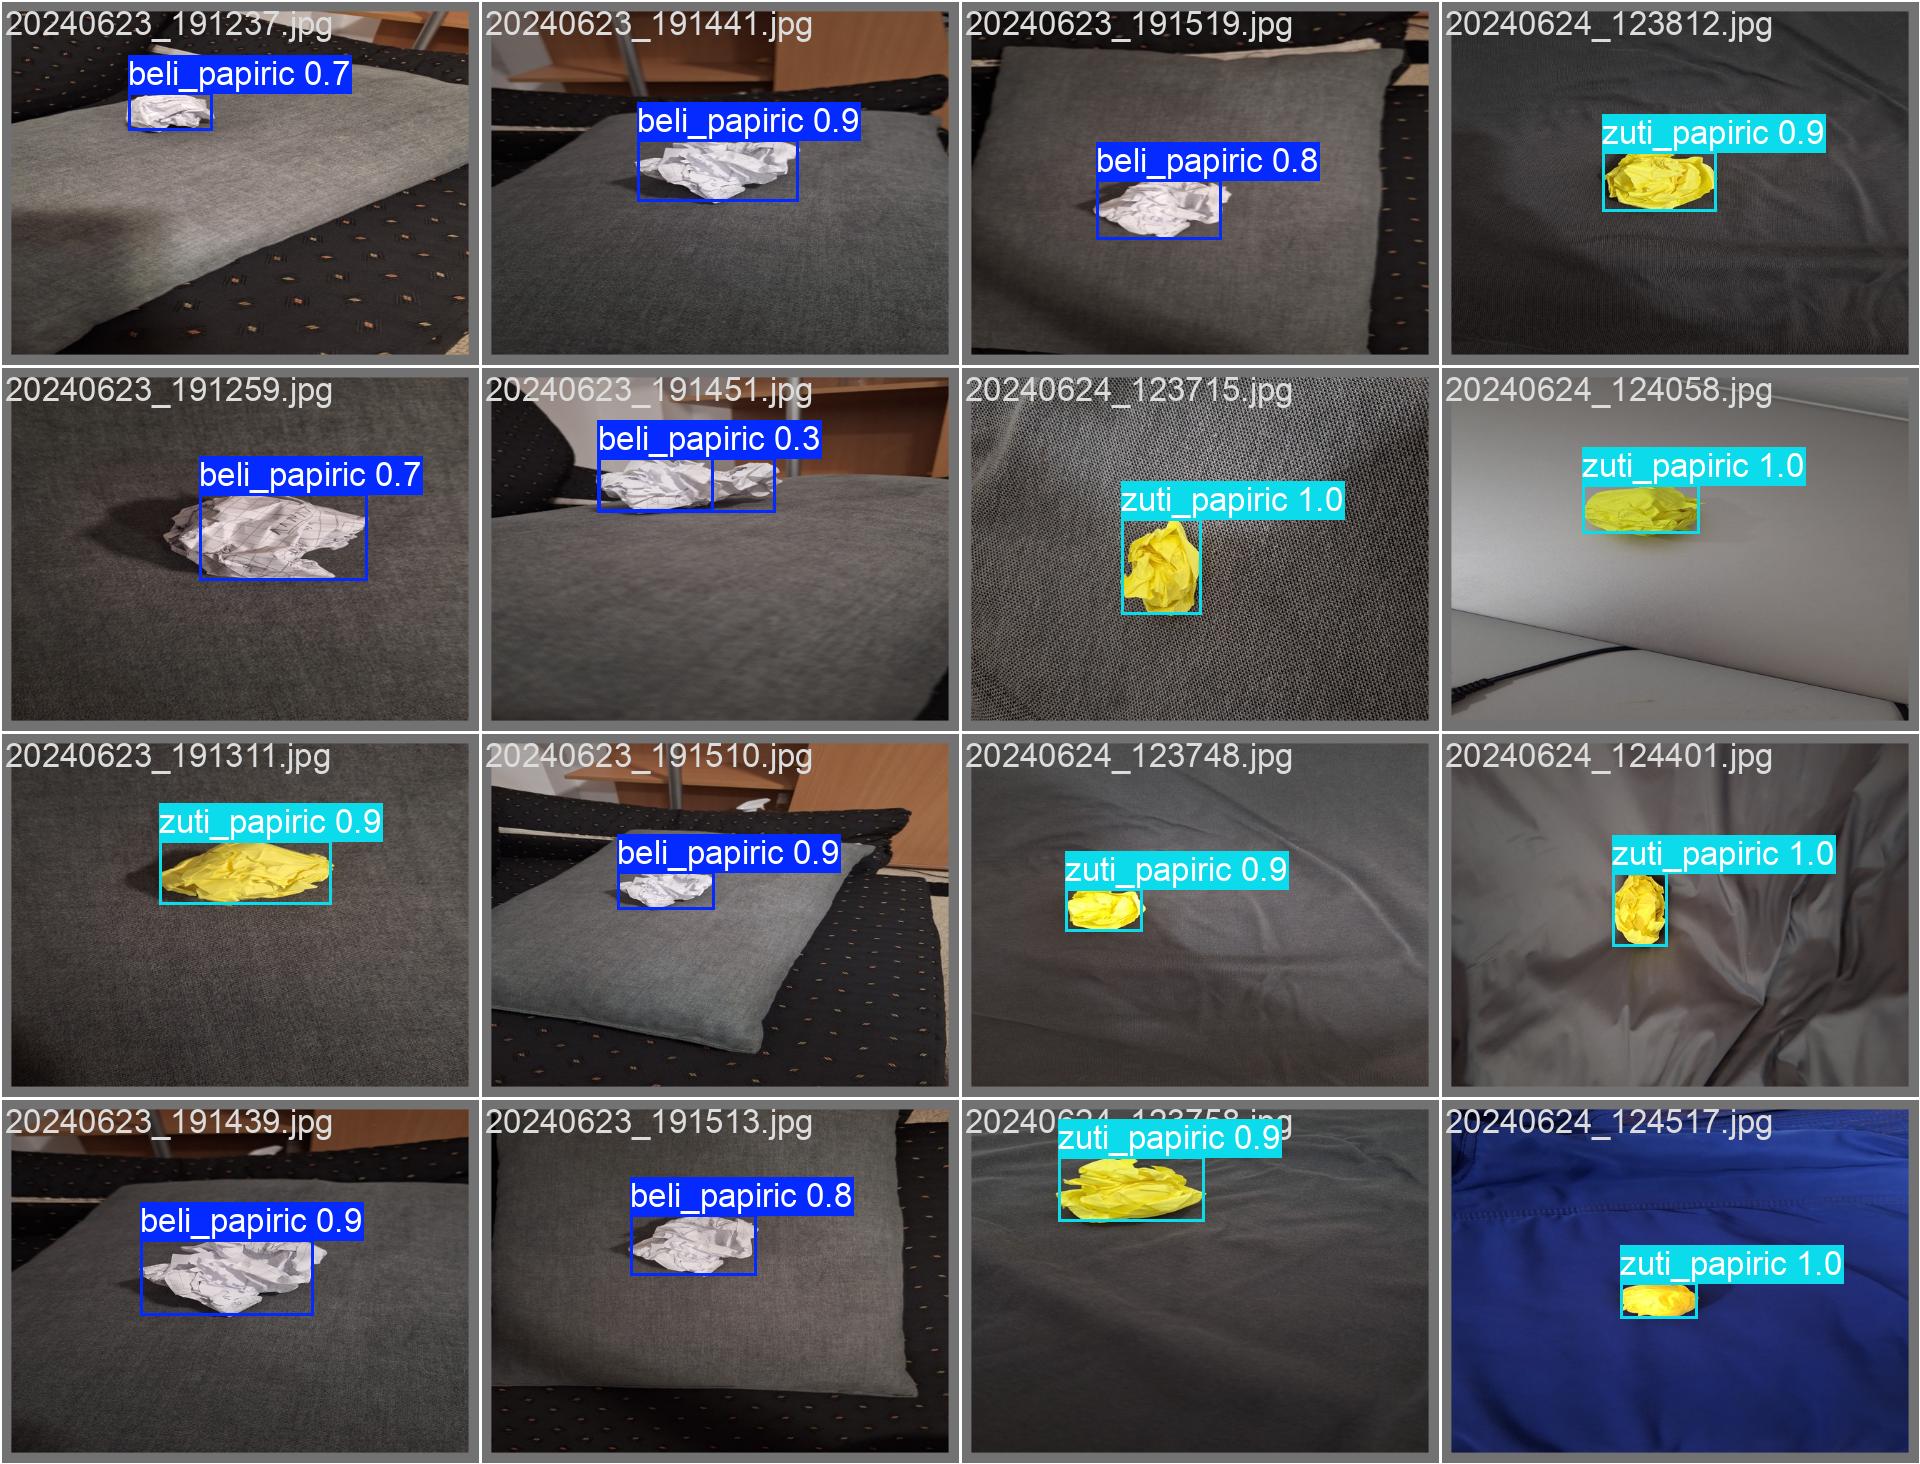 20240623_191237.jpg
beli_papiric 0.7
20240623_191441.jpg
beli_papiric 0.9
20240623_191519.jpg
beli_papiric 0.8
20240624_123812.jpg
zuti_papiric 0.9
20240623_191259.jpg
beli_papiric 0.7
20240623_191451.jpg
beli_papiric 0.3
20240624_123715.jpg
zuti_papiric 1.0
20240624_124058.jpg
zuti_papiric 1.0
20240623_191311.jpg
zuti_papiric 0.9
20240623_191510.jpg
beli_papiric 0.9
20240624_123748.jpg
zuti_papiric 0.9
20240624_124401.jpg
zuti_papiric 1.0
20240623_191439.jpg
beli_papiric 0.9
20240623_191513.jpg
beli_papiric 0.8
20240624_123758.jpg
zuti_papiric 0.9
20240624_124517.jpg
zuti_papiric 1.0